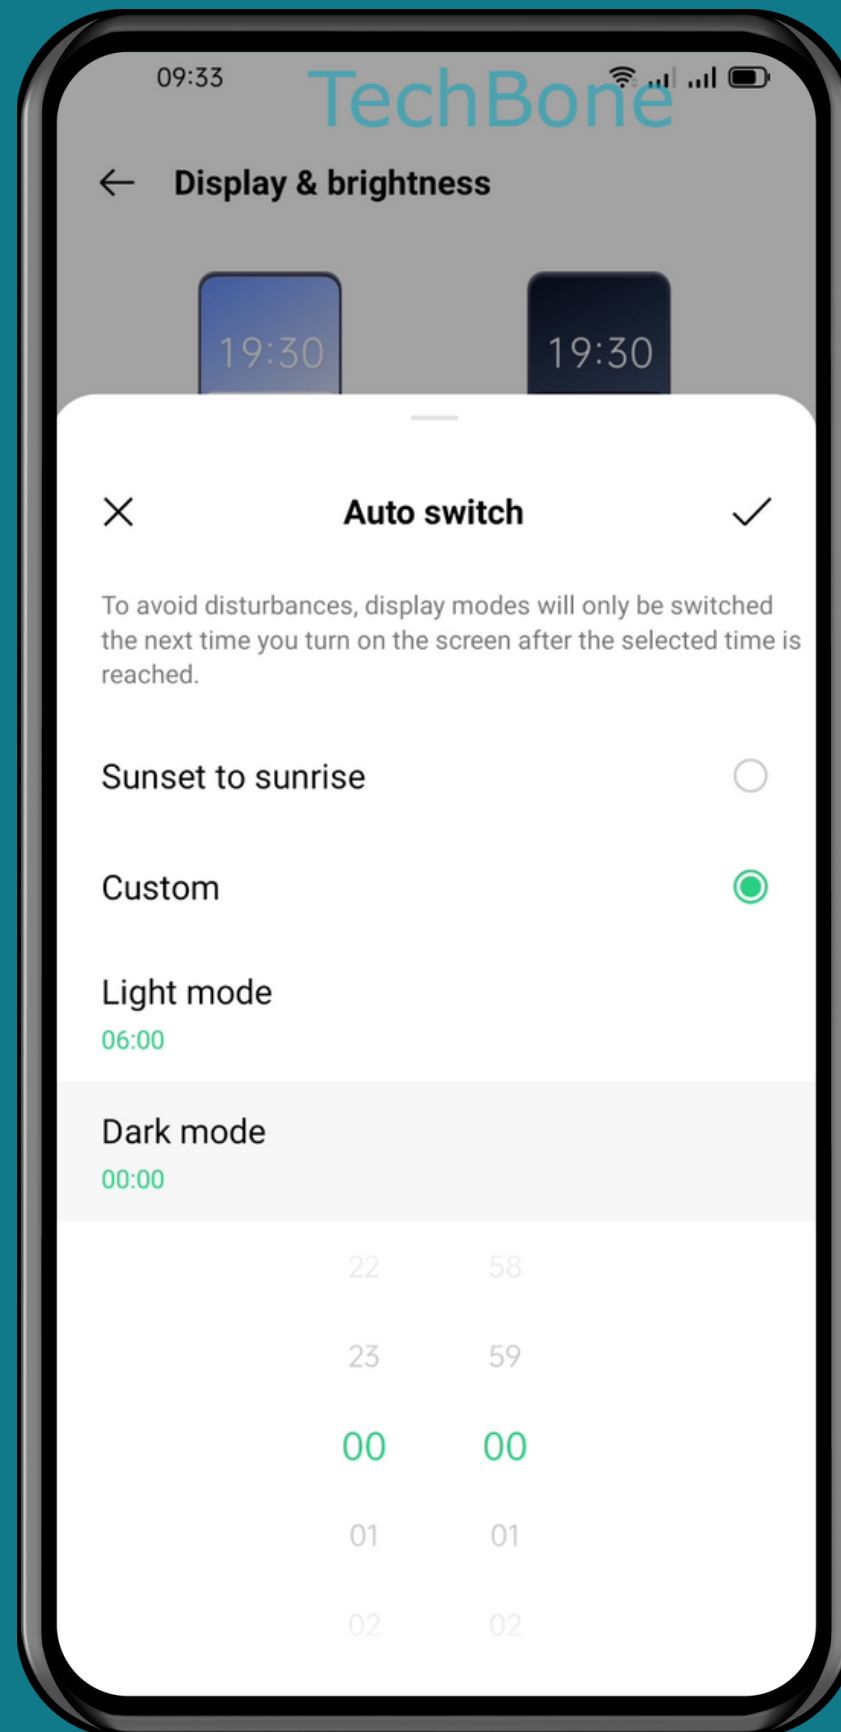 09:33
TechBone
Display & brightness
19:30 19:30
Auto switch
To avoid disturbances, display modes will only be switched
the next time you turn on the screen after the selected time is
reached.
Sunset to sunrise
Custom
Light mode
06:00
Dark mode
00:00
22 58
23 59
00 00
01 01
02 02